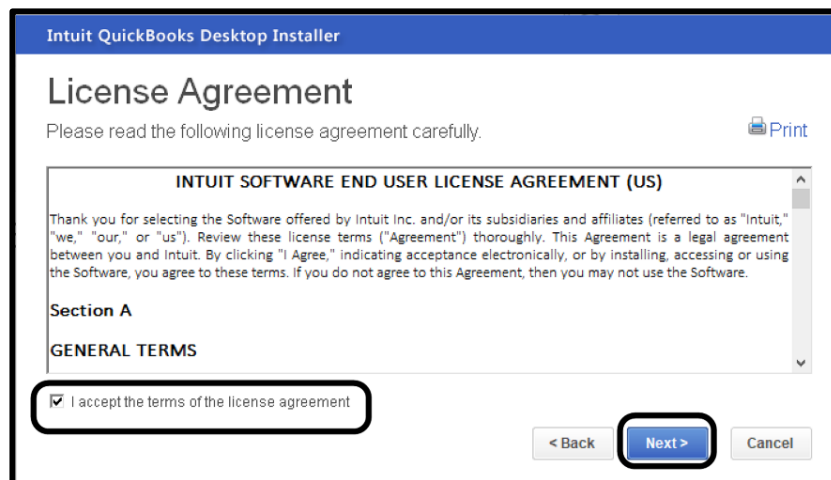 Intuit QuickBooks Desktop Installer
License Agreement
Please read the following license agreement carefully.
Print
INTUIT SOFTWARE END USER LICENSE AGREEMENT (US)
Thank you for selecting the Software offered by Intuit Inc. and/or its subsidiaries and affiliates (referred to as "Intuit,"
"we," "our," or "us"). Review these license terms ("Agreement") thoroughly. This Agreement is a legal agreement
between you and Intuit. By clicking "I Agree," indicating acceptance electronically, or by installing, accessing or using
the Software, you agree to these terms. If you do not agree to this Agreement, then you may not use the Software.
Section A
GENERAL TERMS
I accept the terms of the license agreement
< Back
Next >
Cancel